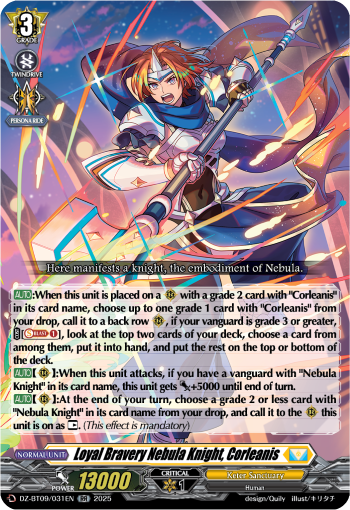 3
GRADE
TWINDRIVE
PERSONA RIDE
Here manifests a knight, the embodiment of Nebula.
AUTO:When this unit is placed on a with a grade 2 card with "Corleanis"
in its card name, choose up to one grade 1 card with "Corleanis" from
your drop, call it to a back row , if your vanguard is grade 3 or greater,
[SOUL BLAST 1], look at the top two cards of your deck, choose a card from
among them, put it into hand, and put the rest on the top or bottom of
the deck.
AUTO[ ]:When this unit attacks, if you have a vanguard with "Nebula
Knight" in its card name, this unit gets +5000 until end of turn.
AUTO[ ]:At the end of your turn, choose a grade 2 or less card with
"Nebula Knight" in its card name from your drop, and call it to the this
unit is on as . (This effect is mandatory)
NORMAL UNIT Loyal Bravery Nebula Knight, Corleanis
POWER 13000 CRITICAL 1 Keter Sanctuary
Human
DZ-BT09/031EN RR 2025 design/Quily illust/キリタチ